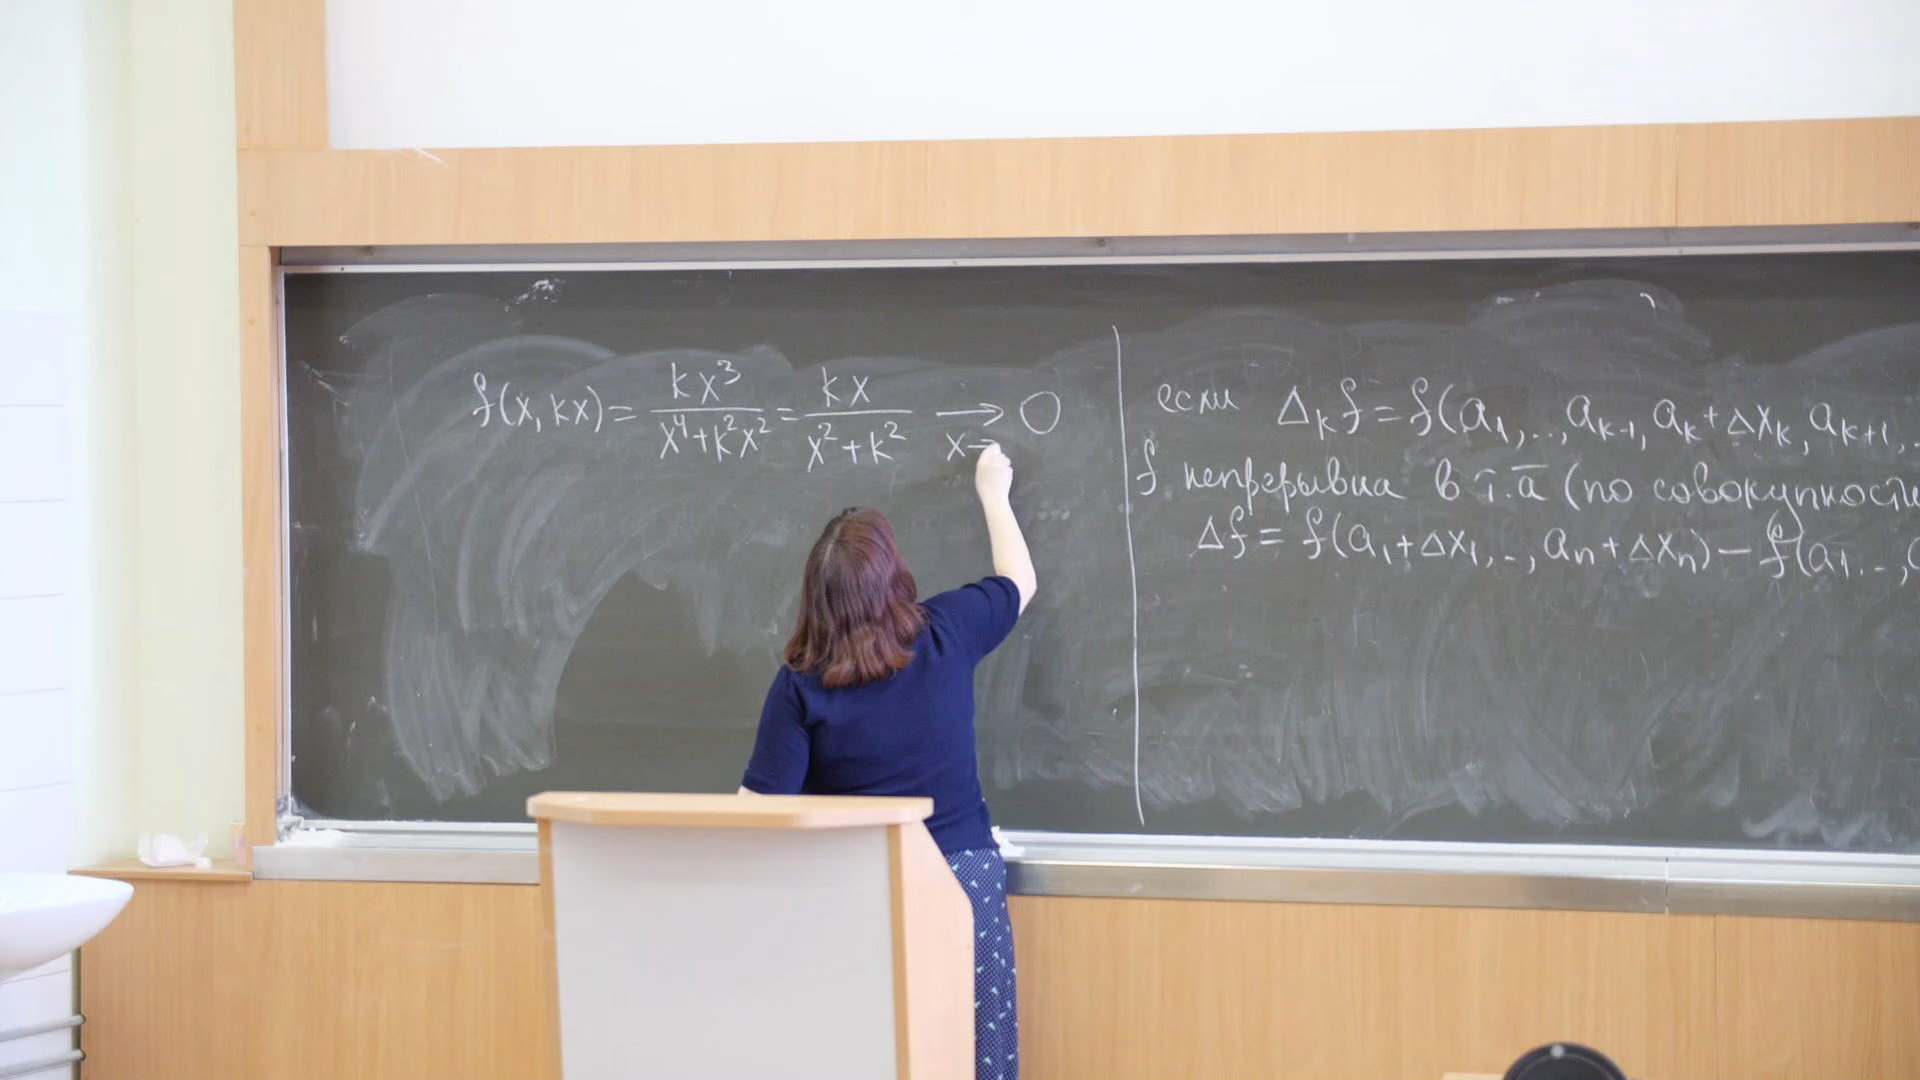 f(x, kx) = kx³/(x⁴+k²x²) = kx/(x²+k²) → 0
x→
если Δₖf = f(a₁,..,aₖ₋₁, aₖ+Δxₖ, aₖ₊₁,
f непрерывна в т. a̅ (по совокупности
Δf = f(a₁+Δx₁,.., aₙ+Δxₙ) − f(a₁..,